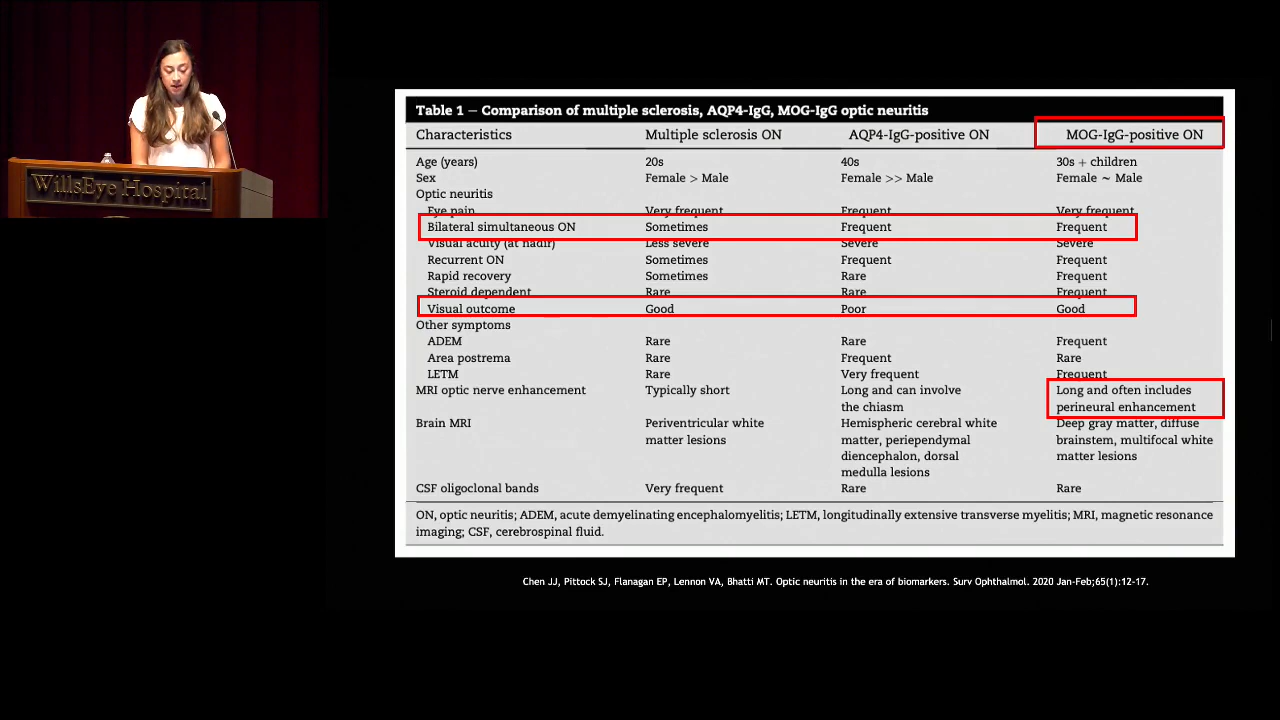 WillsEye Hospital
Table 1 – Comparison of multiple sclerosis, AQP4-IgG, MOG-IgG optic neuritis
Characteristics Multiple sclerosis ON AQP4-IgG-positive ON MOG-IgG-positive ON
Age (years) 20s 40s 30s + children
Sex Female > Male Female >> Male Female ~ Male
Optic neuritis
Eye pain Very frequent Frequent Very frequent
Bilateral simultaneous ON Sometimes Frequent Frequent
Visual acuity (at nadir) Less severe Severe Severe
Recurrent ON Sometimes Frequent Frequent
Rapid recovery Sometimes Rare Frequent
Steroid dependent Rare Rare Frequent
Visual outcome Good Poor Good
Other symptoms
ADEM Rare Rare Frequent
Area postrema Rare Frequent Rare
LETM Rare Very frequent Frequent
MRI optic nerve enhancement Typically short Long and can involve Long and often includes
the chiasm perineural enhancement
Brain MRI Periventricular white Hemispheric cerebral white Deep gray matter, diffuse
matter lesions matter, periependymal brainstem, multifocal white
diencephalon, dorsal matter lesions
medulla lesions
CSF oligoclonal bands Very frequent Rare Rare
ON, optic neuritis; ADEM, acute demyelinating encephalomyelitis; LETM, longitudinally extensive transverse myelitis; MRI, magnetic resonance
imaging; CSF, cerebrospinal fluid.
Chen JJ, Pittock SJ, Flanagan EP, Lennon VA, Bhatti MT. Optic neuritis in the era of biomarkers. Surv Ophthalmol. 2020 Jan-Feb;65(1):12-17.